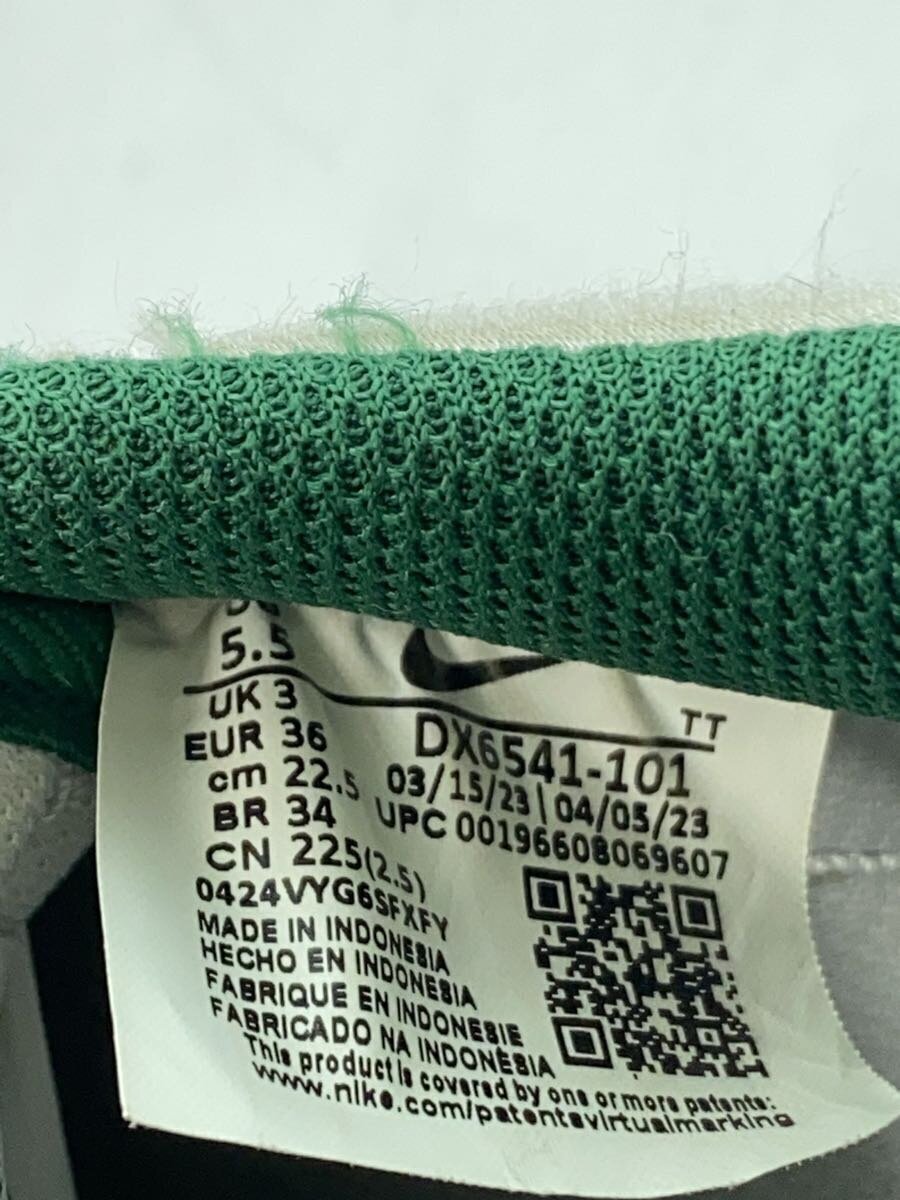 5.5
UK 3
EUR 36
cm 22.5
BR 34
CN 225(2.5)
TT
DX6541-101
03/15/23\04/05/23
UPC 00196608069607
0424VYG6SFXFY
MADE IN INDONESIA
HECHO EN INDONESIA
FABRIQUE EN INDONESIE
FABRICADO NA INDONÈSIA
This product is covered by one or more patents:
www.nike.com/patentsvirtualmarking